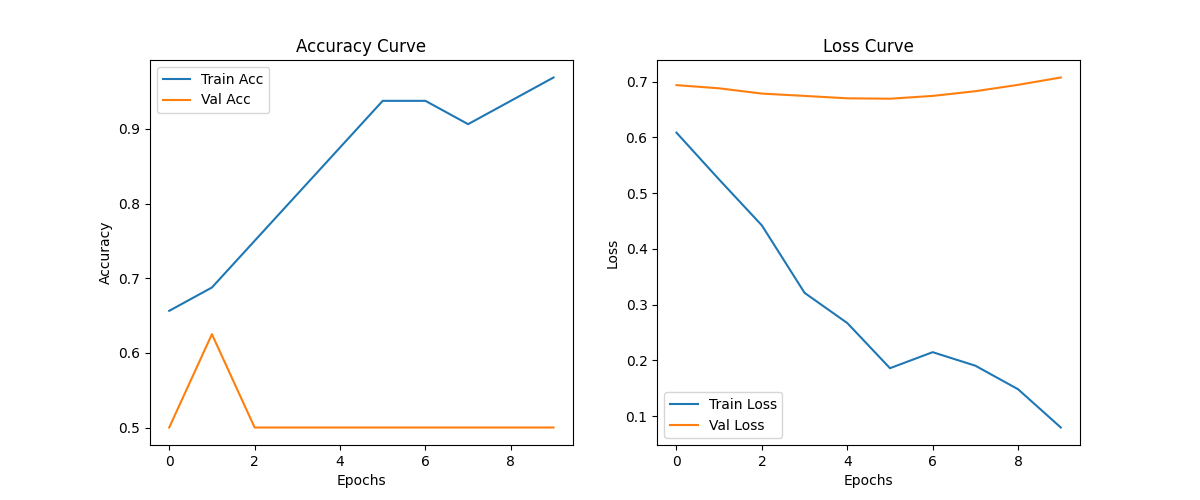 Accuracy Curve
Train Acc
Val Acc
0.9
0.8
0.7
0.6
0.5
Accuracy
0 2 4 6 8
Epochs
Loss Curve
0.7
0.6
0.5
0.4
0.3
0.2
0.1
Loss
Train Loss
Val Loss
0 2 4 6 8
Epochs